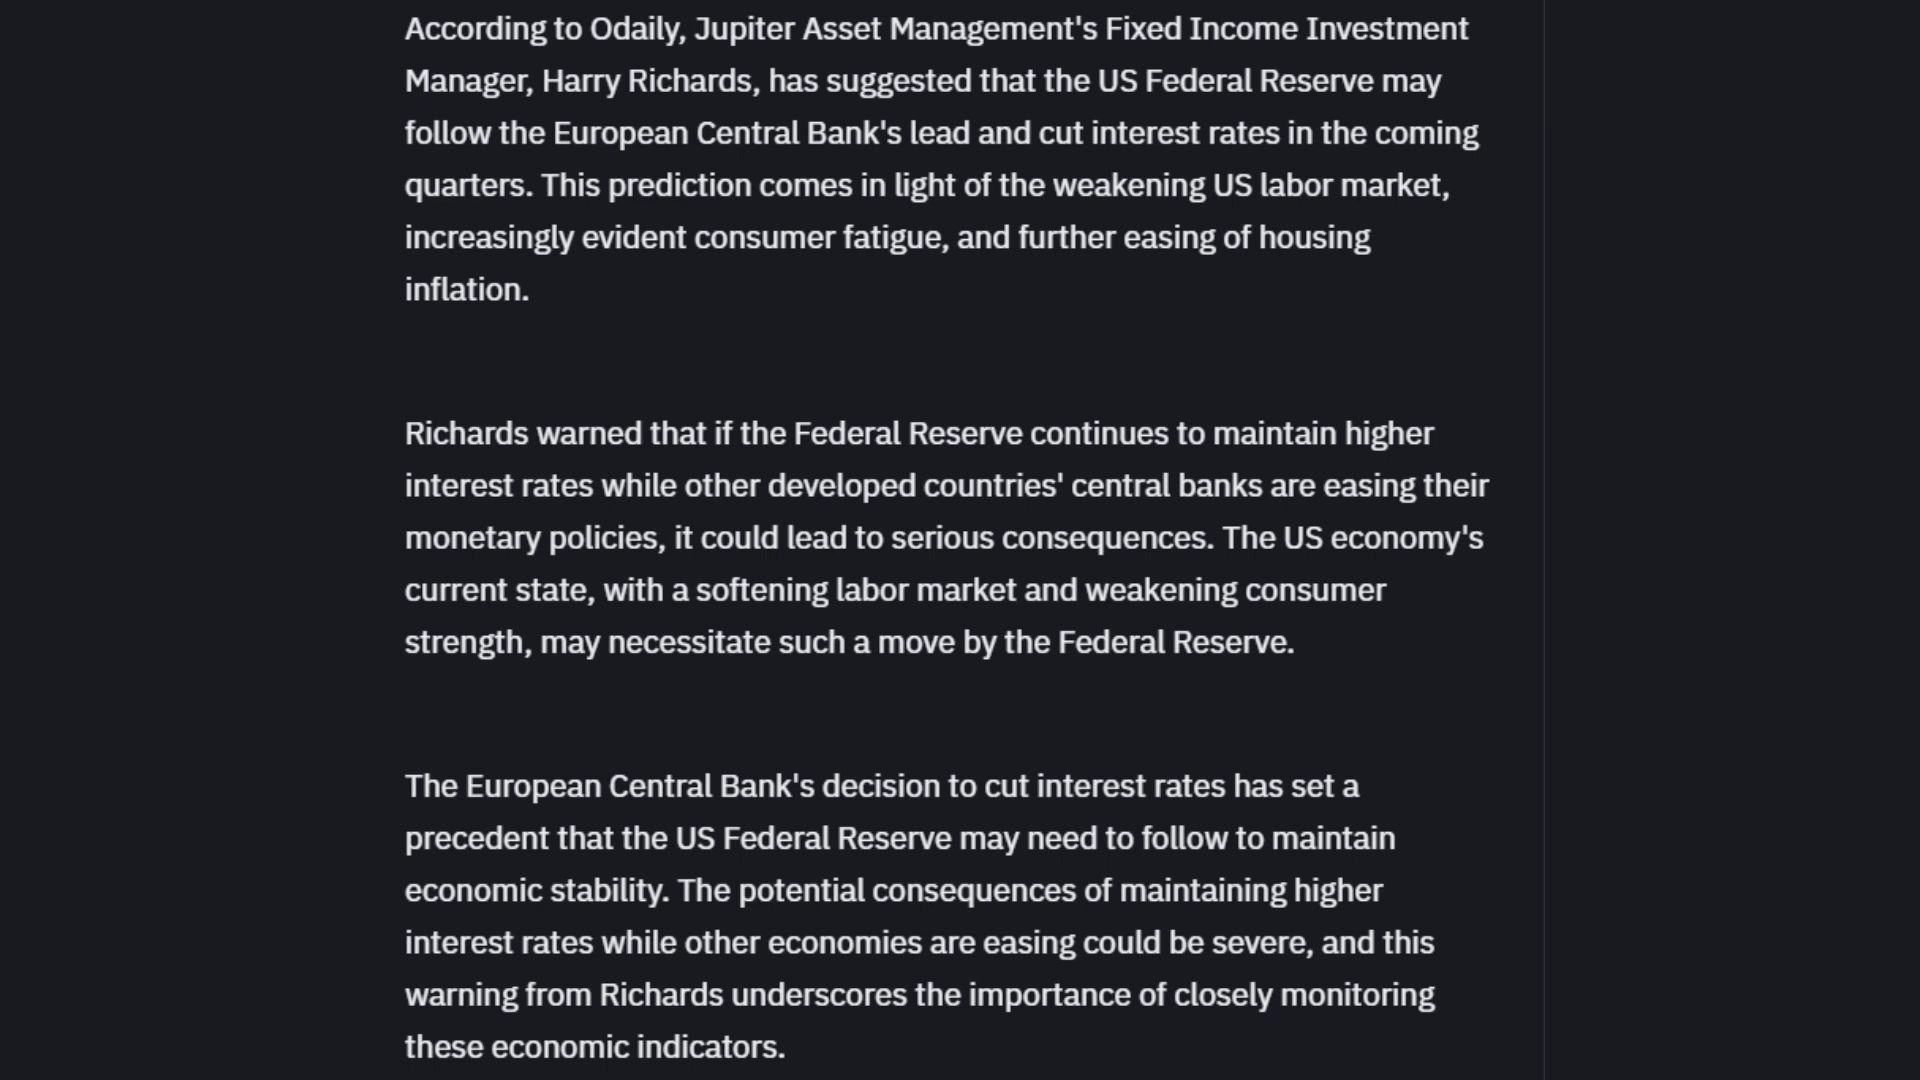 According to Odaily, Jupiter Asset Management's Fixed Income Investment
Manager, Harry Richards, has suggested that the US Federal Reserve may
follow the European Central Bank's lead and cut interest rates in the coming
quarters. This prediction comes in light of the weakening US labor market,
increasingly evident consumer fatigue, and further easing of housing
inflation.
Richards warned that if the Federal Reserve continues to maintain higher
interest rates while other developed countries' central banks are easing their
monetary policies, it could lead to serious consequences. The US economy's
current state, with a softening labor market and weakening consumer
strength, may necessitate such a move by the Federal Reserve.
The European Central Bank's decision to cut interest rates has set a
precedent that the US Federal Reserve may need to follow to maintain
economic stability. The potential consequences of maintaining higher
interest rates while other economies are easing could be severe, and this
warning from Richards underscores the importance of closely monitoring
these economic indicators.